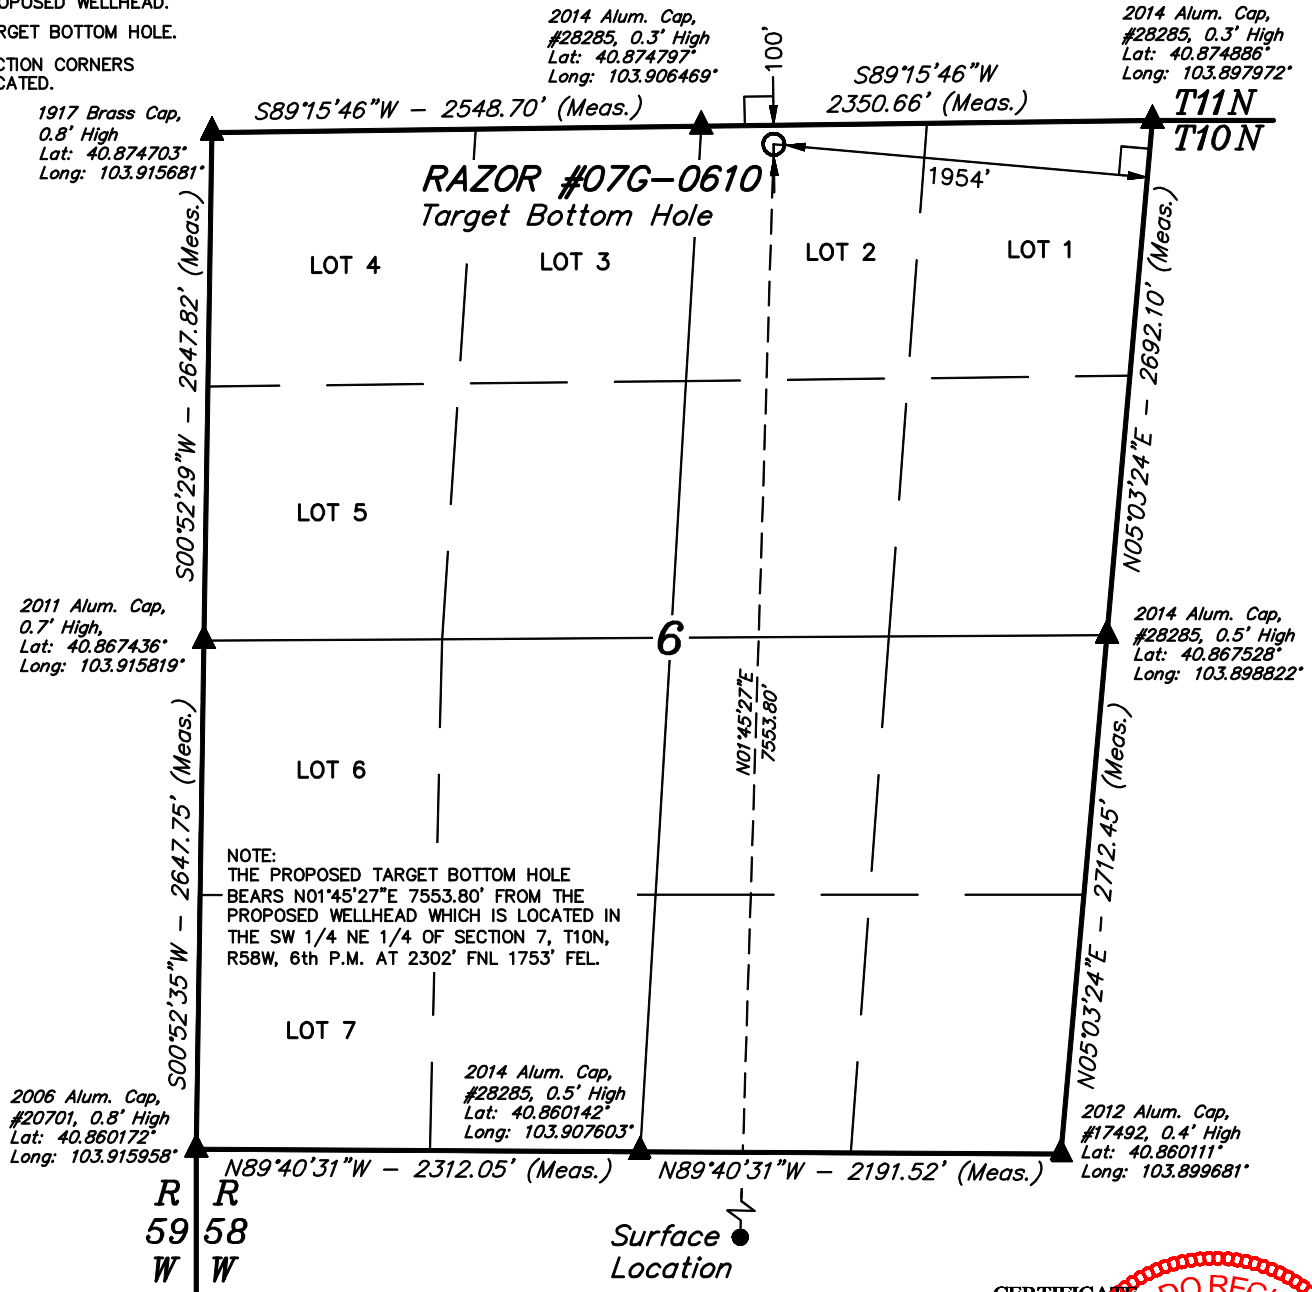 OPOSED WELLHEAD.
RGET BOTTOM HOLE.
CTION CORNERS
CATED.
2014 Alum. Cap,
#28285, 0.3' High
Lat: 40.874797°
Long: 103.906469°
100'
2014 Alum. Cap,
#28285, 0.3' High
Lat: 40.874886°
Long: 103.897972°
1917 Brass Cap,
0.8' High
Lat: 40.874703°
Long: 103.915681°
S89°15'46"W - 2548.70' (Meas.)
S89°15'46"W
2350.66' (Meas.)
T11N
T10N
RAZOR #07G-0610
Target Bottom Hole
1954'
LOT 4
LOT 3
LOT 2
LOT 1
S00°52'29"W - 2647.82' (Meas.)
N05°03'24"E - 2692.10' (Meas.)
LOT 5
2011 Alum. Cap,
0.7' High,
Lat: 40.867436°
Long: 103.915819°
6
2014 Alum. Cap,
#28285, 0.5' High
Lat: 40.867528°
Long: 103.898822°
N01°45'27"E
7553.80'
LOT 6
S00°52'35"W - 2647.75' (Meas.)
N05°03'24"E - 2712.45' (Meas.)
NOTE:
THE PROPOSED TARGET BOTTOM HOLE
BEARS N01°45'27"E 7553.80' FROM THE
PROPOSED WELLHEAD WHICH IS LOCATED IN
THE SW 1/4 NE 1/4 OF SECTION 7, T10N,
R58W, 6th P.M. AT 2302' FNL 1753' FEL.
LOT 7
2014 Alum. Cap,
#28285, 0.5' High
Lat: 40.860142°
Long: 103.907603°
2006 Alum. Cap,
#20701, 0.8' High
Lat: 40.860172°
Long: 103.915958°
2012 Alum. Cap,
#17492, 0.4' High
Lat: 40.860111°
Long: 103.899681°
N89°40'31"W - 2312.05' (Meas.)
N89°40'31"W - 2191.52' (Meas.)
R R
59 58
W W
Surface
Location
CERTIFICATE
DO REG